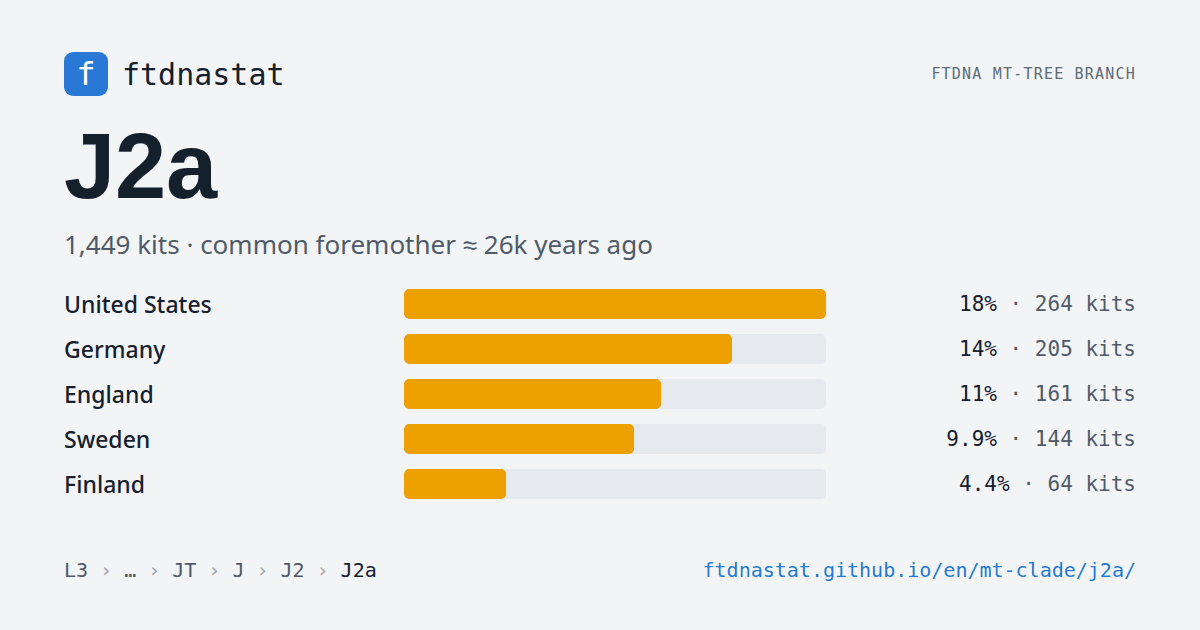 f ftdnastat
FTDNA MT-TREE BRANCH
J2a
1,449 kits · common foremother ≈ 26k years ago
United States 18% · 264 kits
Germany 14% · 205 kits
England 11% · 161 kits
Sweden 9.9% · 144 kits
Finland 4.4% · 64 kits
L3 › … › JT › J › J2 › J2a
ftdnastat.github.io/en/mt-clade/j2a/